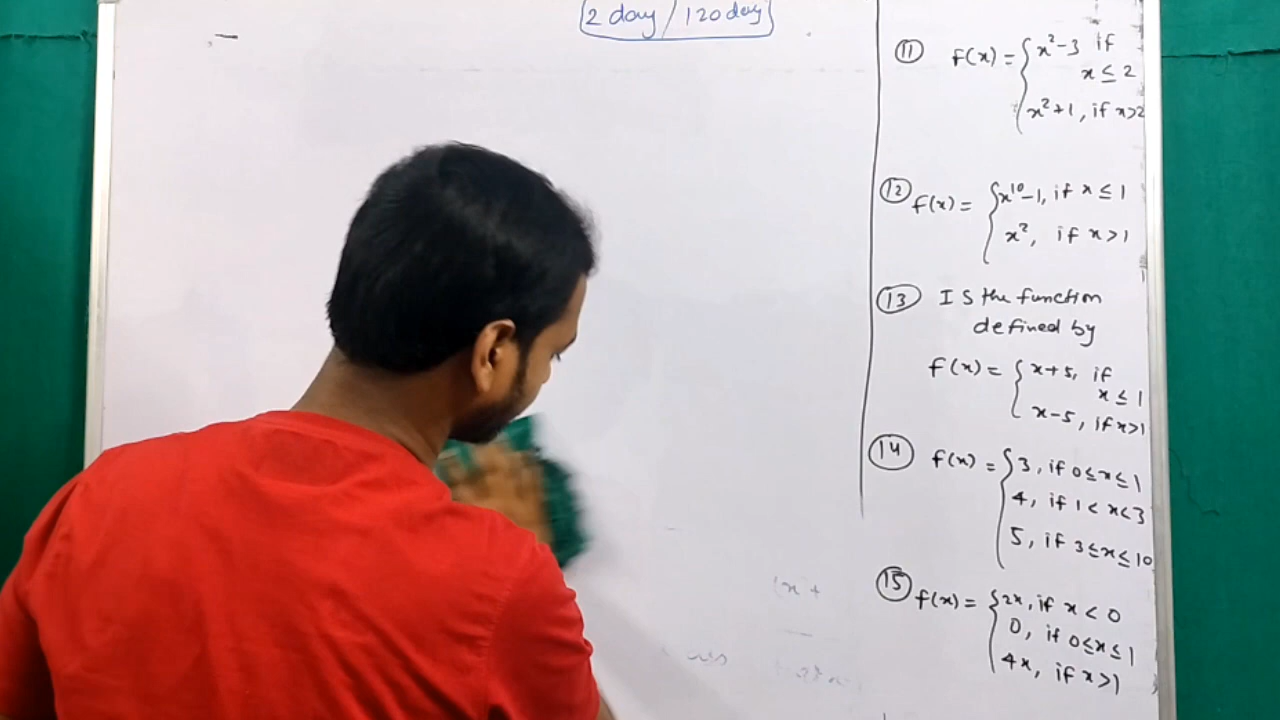 2 day / 120 day
11 f(x) = { x²-3 if
x ≤ 2
x²+1, if x>2
12 f(x) = { x¹⁰-1, if x ≤ 1
x², if x>1
13 IS the function
defined by
f(x) = { x+5, if
x ≤ 1
x-5, if x>1
14 f(x) = { 3, if 0≤x≤1
4, if 1<x<3
5, if 3≤x≤10
15 f(x) = { 2x, if x<0
0, if 0≤x≤1
4x, if x>1